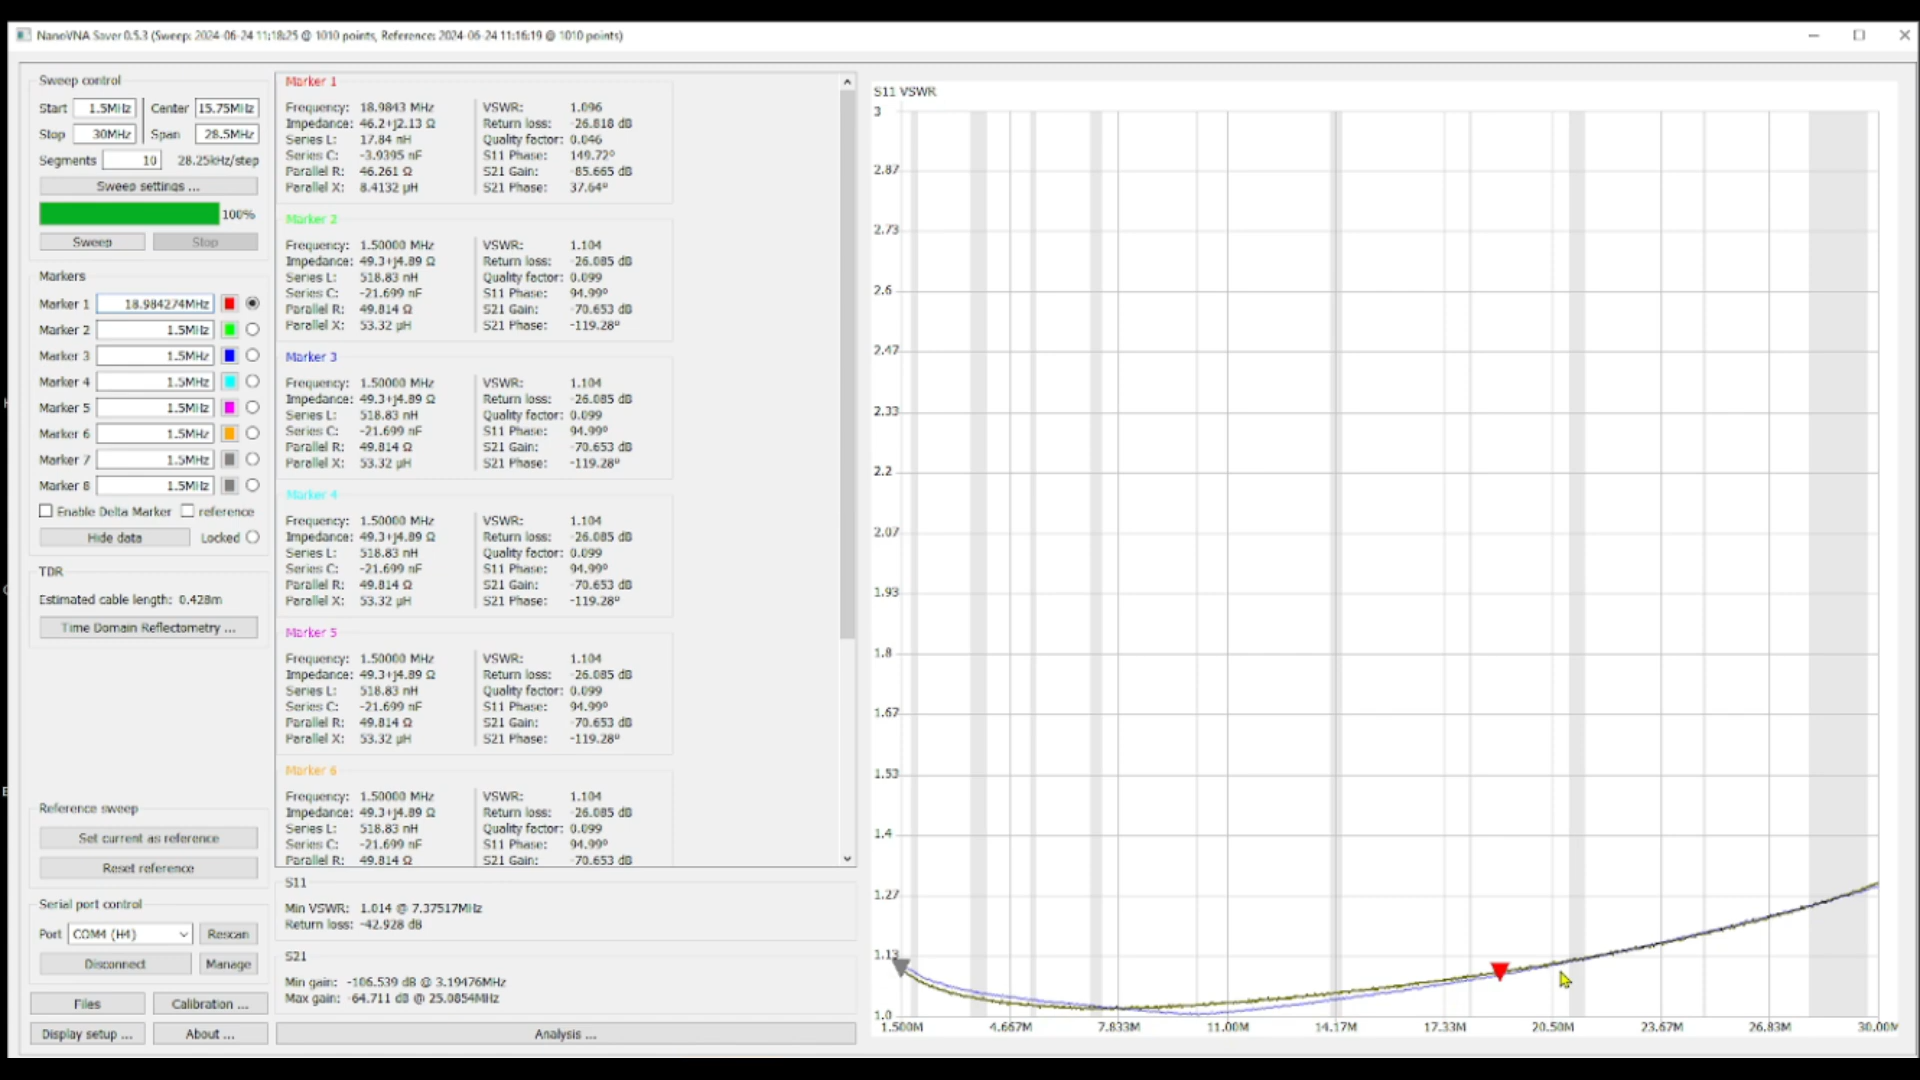 NanoVNA Saver 0.5.3 (Sweep: 2024-06-24 11:18:25 @ 1010 points, Reference: 2024-06-24 11:16:19 @ 1010 points)
Sweep control
Start 1.5MHz Center 15.75MHz
Stop 30MHz Span 28.5MHz
Segments 10 28.25kHz/step
Sweep settings ...
100%
Sweep Stop
Markers
Marker 1 18.984274MHz
Marker 2 1.5MHz
Marker 3 1.5MHz
Marker 4 1.5MHz
Marker 5 1.5MHz
Marker 6 1.5MHz
Marker 7 1.5MHz
Marker 8 1.5MHz
Enable Delta Marker reference
Hide data Locked
TDR
Estimated cable length: 0.428m
Time Domain Reflectometry ...
Reference sweep
Set current as reference
Reset reference
Serial port control
Port COM4 (H4) Rescan
Disconnect Manage
Files Calibration ...
Display setup ... About ...
Marker 1
Frequency: 18.9843 MHz VSWR: 1.096
Impedance: 46.2+j2.13 Ω Return loss: -26.818 dB
Series L: 17.84 nH Quality factor: 0.046
Series C: -3.9395 nF S11 Phase: 149.72°
Parallel R: 46.261 Ω S21 Gain: -85.665 dB
Parallel X: 8.4132 µH S21 Phase: 37.64°
Marker 2
Frequency: 1.50000 MHz VSWR: 1.104
Impedance: 49.3+j4.89 Ω Return loss: -26.085 dB
Series L: 518.83 nH Quality factor: 0.099
Series C: -21.699 nF S11 Phase: 94.99°
Parallel R: 49.814 Ω S21 Gain: -70.653 dB
Parallel X: 53.32 µH S21 Phase: -119.28°
Marker 3
Frequency: 1.50000 MHz VSWR: 1.104
Impedance: 49.3+j4.89 Ω Return loss: -26.085 dB
Series L: 518.83 nH Quality factor: 0.099
Series C: -21.699 nF S11 Phase: 94.99°
Parallel R: 49.814 Ω S21 Gain: -70.653 dB
Parallel X: 53.32 µH S21 Phase: -119.28°
Marker 4
Frequency: 1.50000 MHz VSWR: 1.104
Impedance: 49.3+j4.89 Ω Return loss: -26.085 dB
Series L: 518.83 nH Quality factor: 0.099
Series C: -21.699 nF S11 Phase: 94.99°
Parallel R: 49.814 Ω S21 Gain: -70.653 dB
Parallel X: 53.32 µH S21 Phase: -119.28°
Marker 5
Frequency: 1.50000 MHz VSWR: 1.104
Impedance: 49.3+j4.89 Ω Return loss: -26.085 dB
Series L: 518.83 nH Quality factor: 0.099
Series C: -21.699 nF S11 Phase: 94.99°
Parallel R: 49.814 Ω S21 Gain: -70.653 dB
Parallel X: 53.32 µH S21 Phase: -119.28°
Marker 6
Frequency: 1.50000 MHz VSWR: 1.104
Impedance: 49.3+j4.89 Ω Return loss: -26.085 dB
Series L: 518.83 nH Quality factor: 0.099
Series C: -21.699 nF S11 Phase: 94.99°
Parallel R: 49.814 Ω S21 Gain: -70.653 dB
S11
Min VSWR: 1.014 @ 7.37517MHz
Return loss: -42.928 dB
S21
Min gain: -106.539 dB @ 3.19476MHz
Max gain: -64.711 dB @ 25.0854MHz
Analysis ...
S11 VSWR
3
2.87
2.73
2.6
2.47
2.33
2.2
2.07
1.93
1.8
1.67
1.53
1.4
1.27
1.13
1.0
1.500M 4.667M 7.833M 11.00M 14.17M 17.33M 20.50M 23.67M 26.83M 30.00M